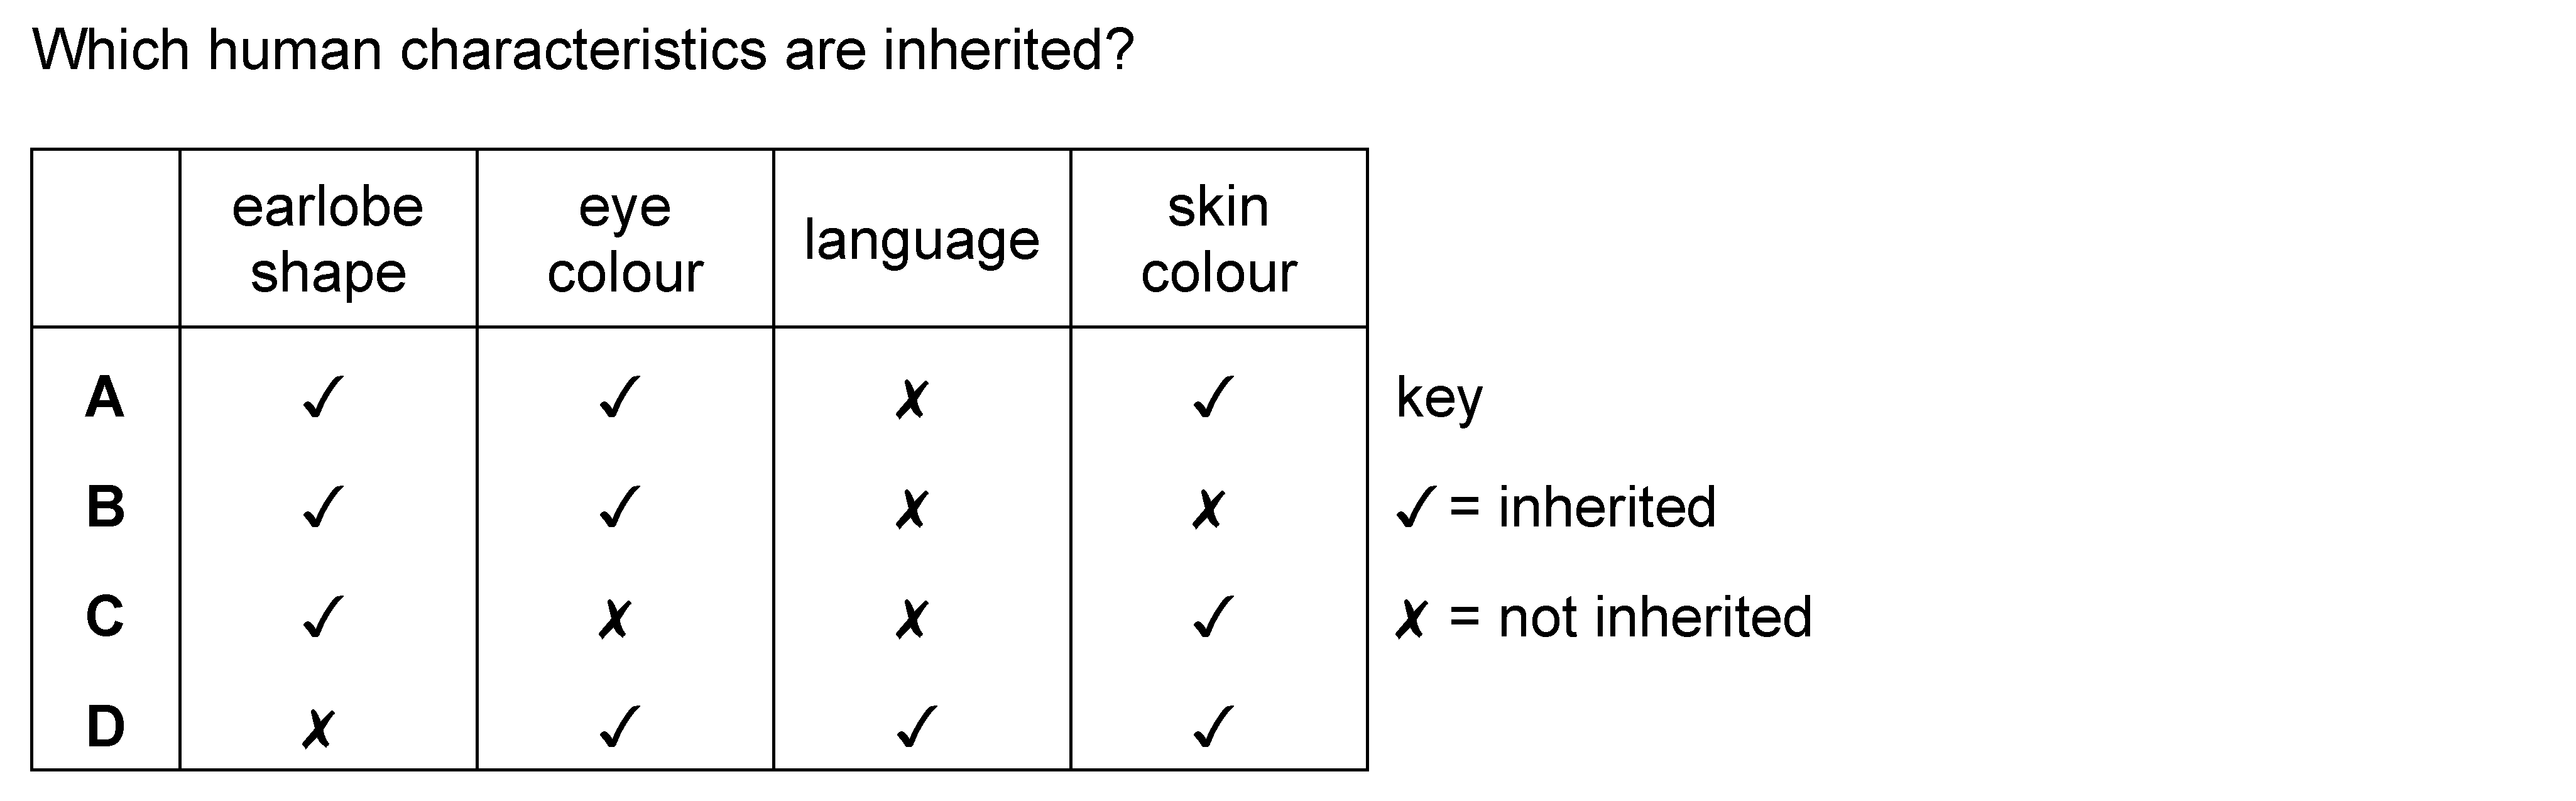 Which human characteristics are inherited?
earlobe shape eye colour language skin colour
A ✓ ✓ ✗ ✓ key
B ✓ ✓ ✗ ✗ ✓ = inherited
C ✓ ✗ ✗ ✓ ✗ = not inherited
D ✗ ✓ ✓ ✓